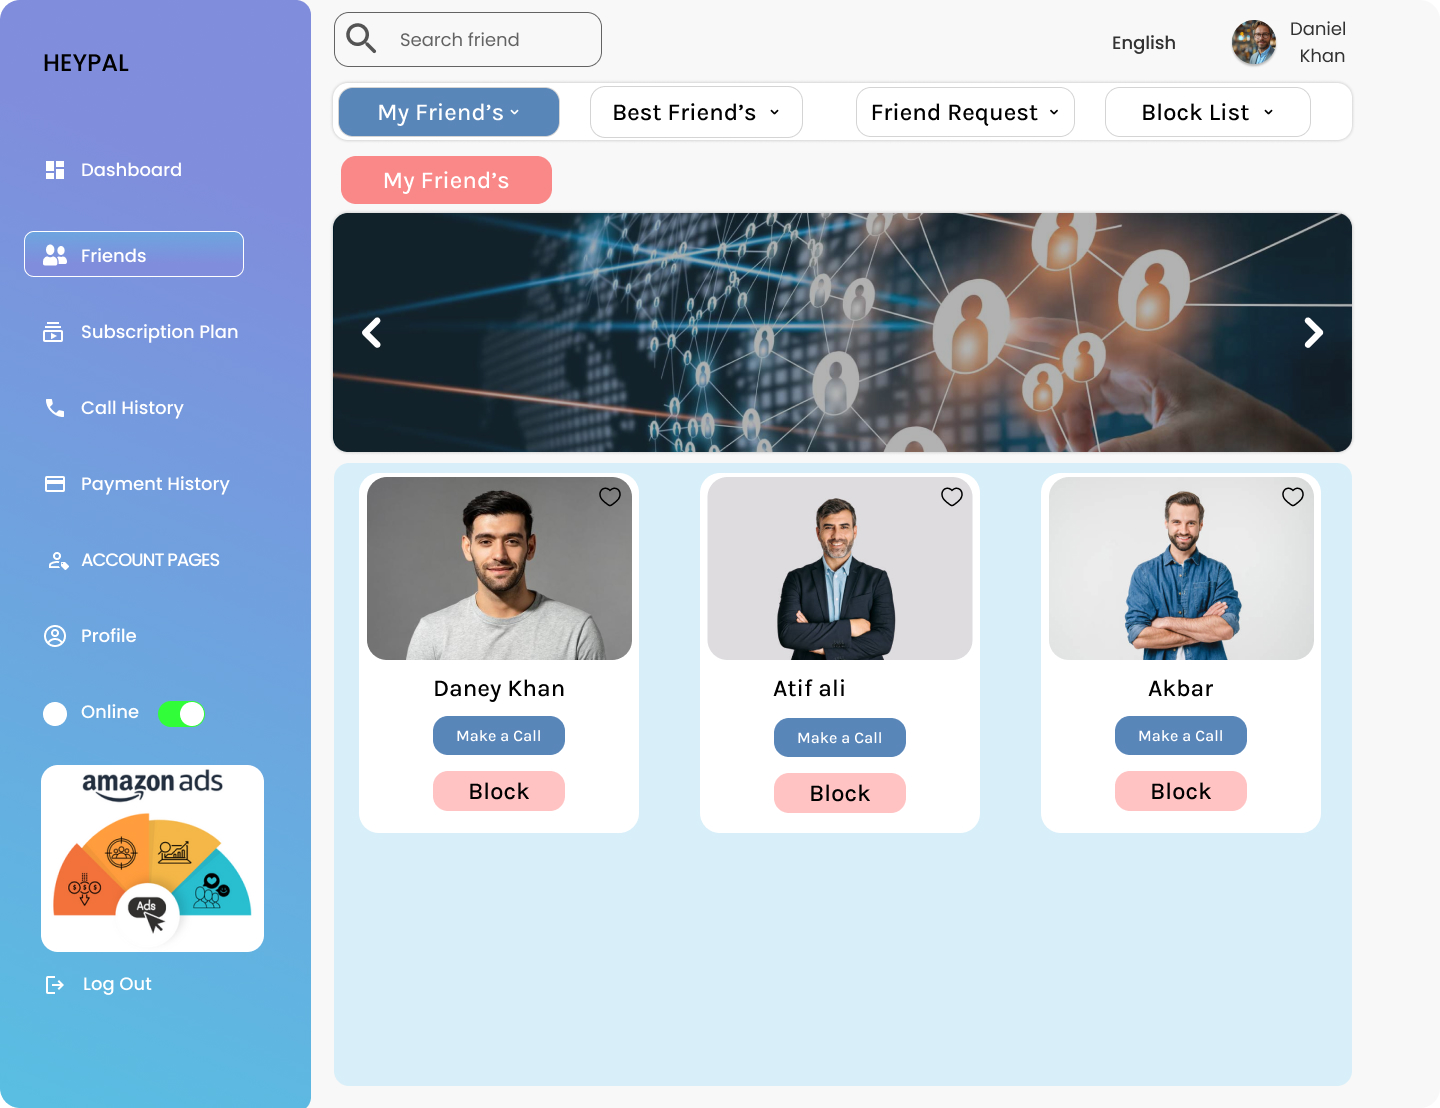 HEYPAL
Search friend
English
Daniel
Khan
My Friend’s
Best Friend’s
Friend Request
Block List
My Friend’s
Dashboard
Friends
Subscription Plan
Call History
Payment History
ACCOUNT PAGES
Profile
Online
amazon ads
Ads
Log Out
Daney Khan
Make a Call
Block
Atif ali
Make a Call
Block
Akbar
Make a Call
Block